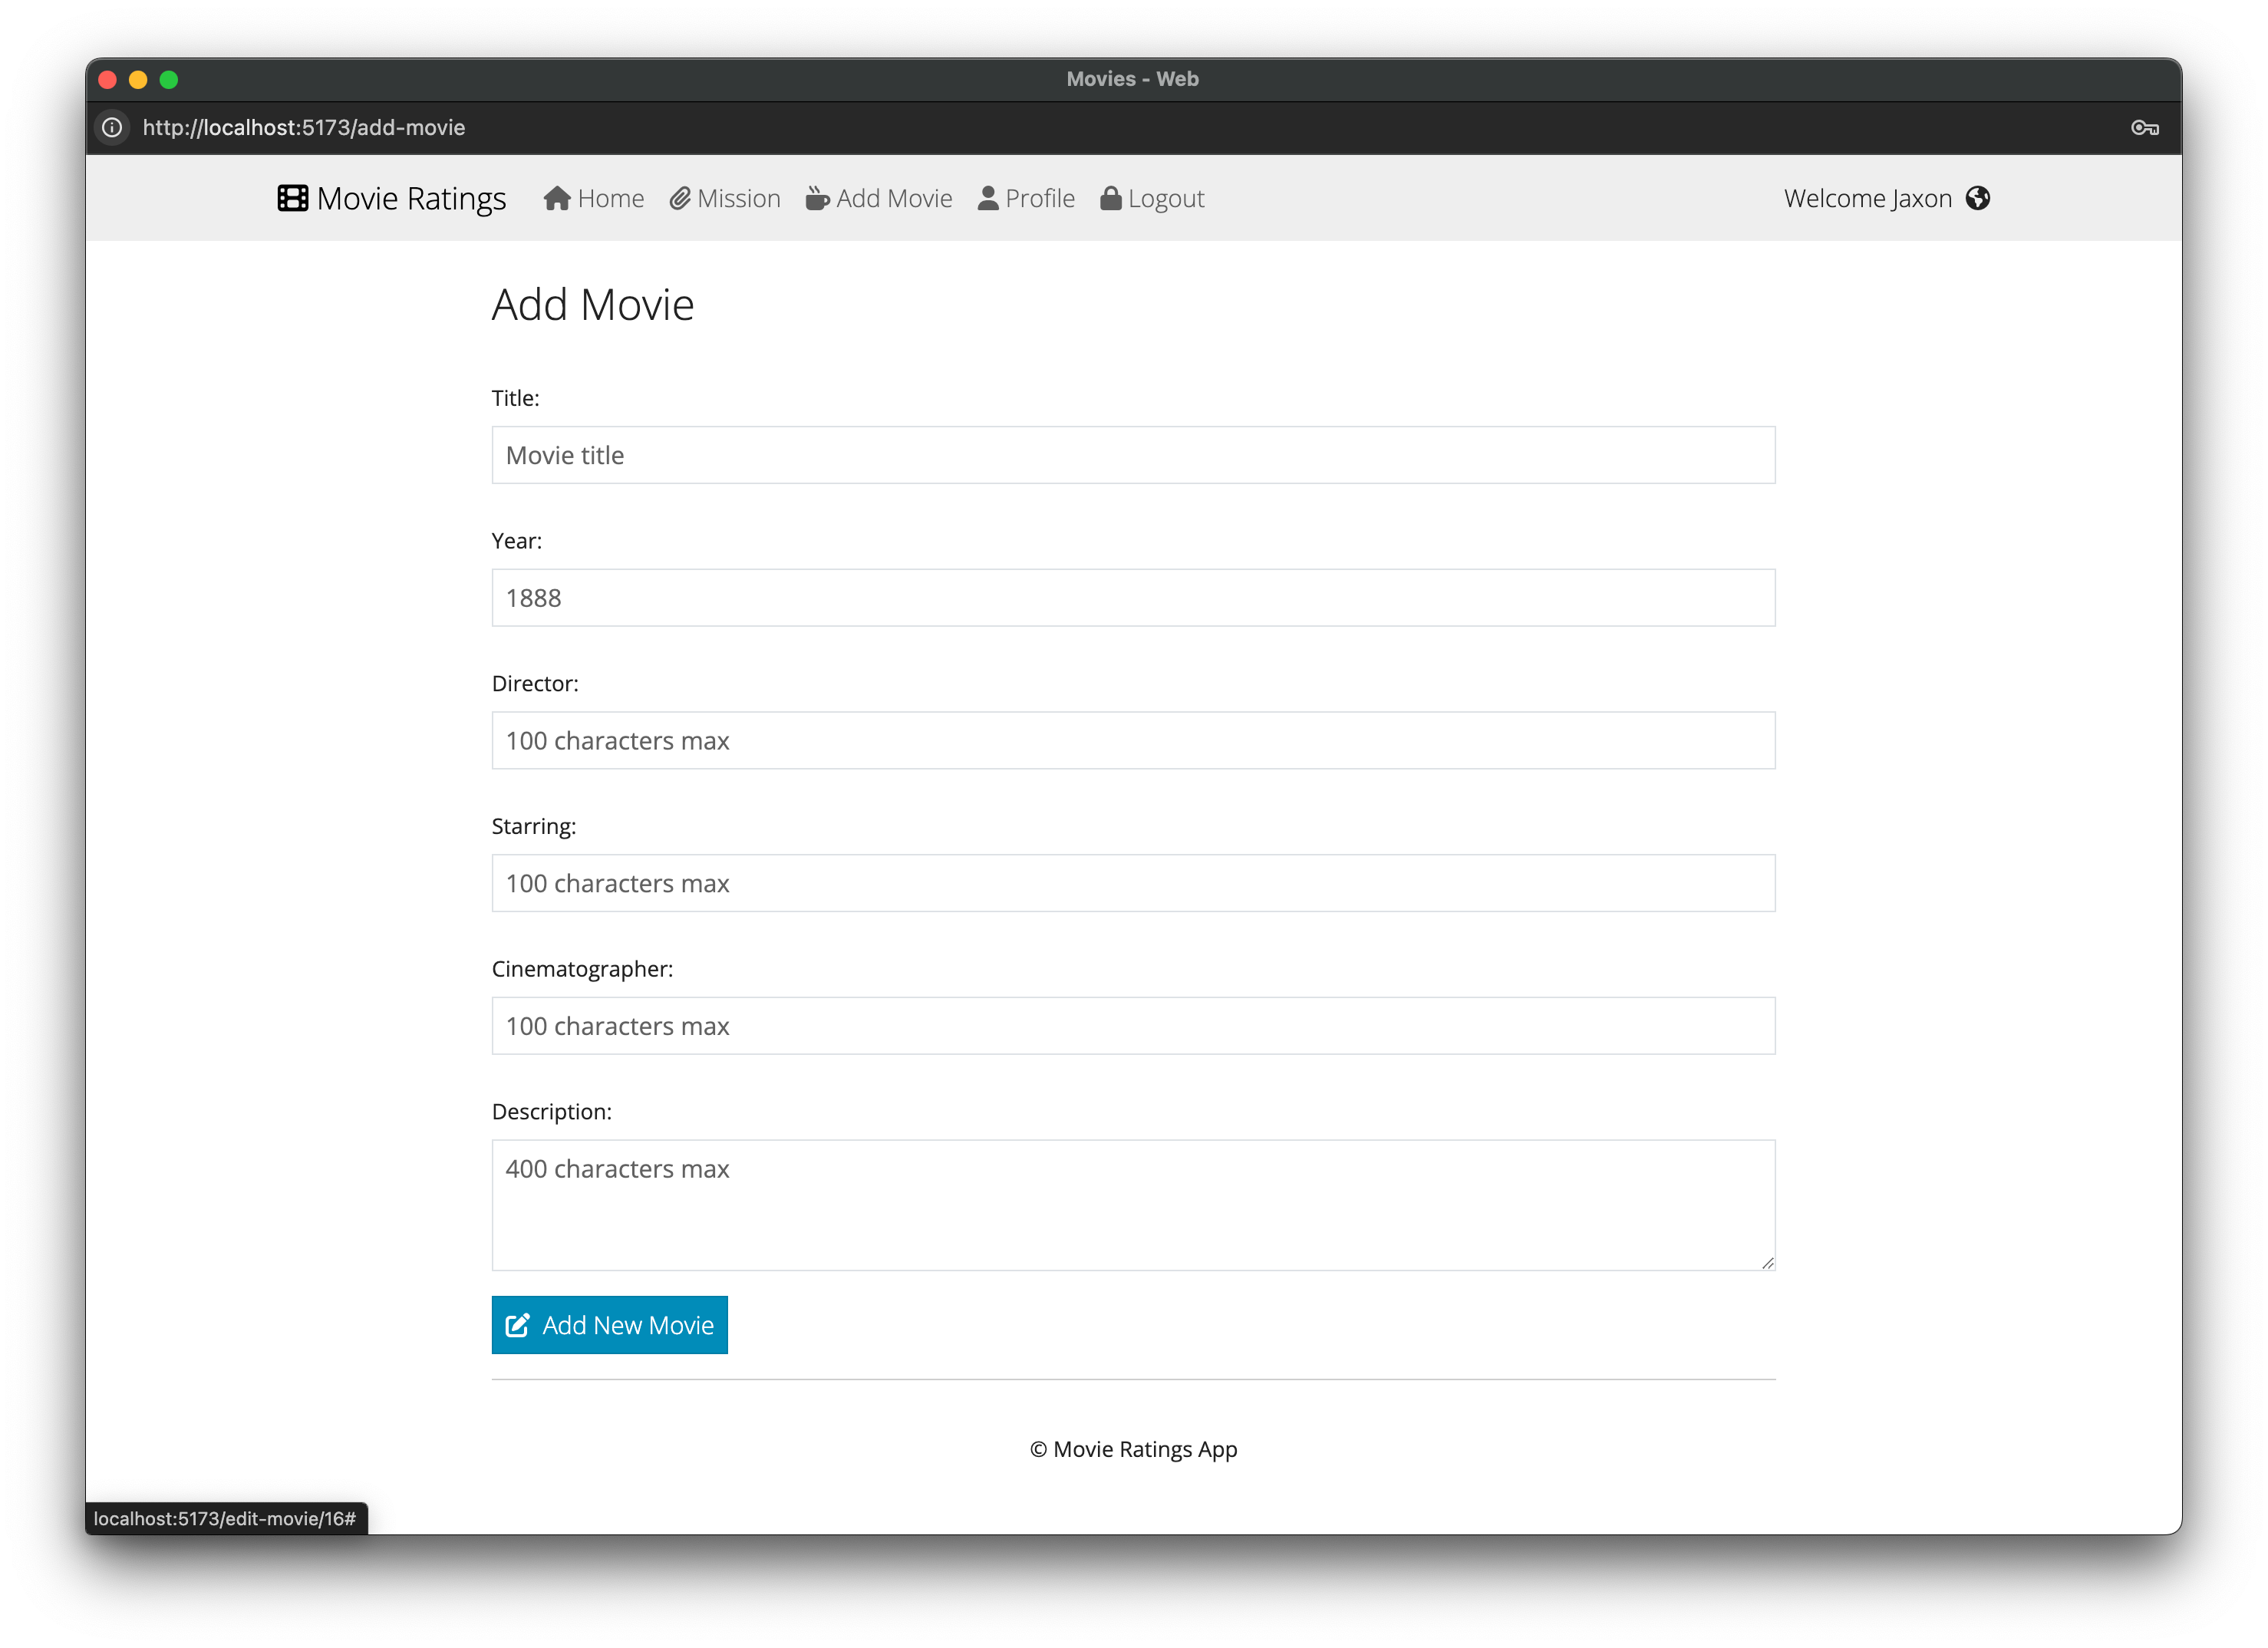 Movies - Web
http://localhost:5173/add-movie
Movie Ratings Home Mission Add Movie Profile Logout Welcome Jaxon
Add Movie
Title:
Movie title
Year:
1888
Director:
100 characters max
Starring:
100 characters max
Cinematographer:
100 characters max
Description:
400 characters max
Add New Movie
© Movie Ratings App
localhost:5173/edit-movie/16#